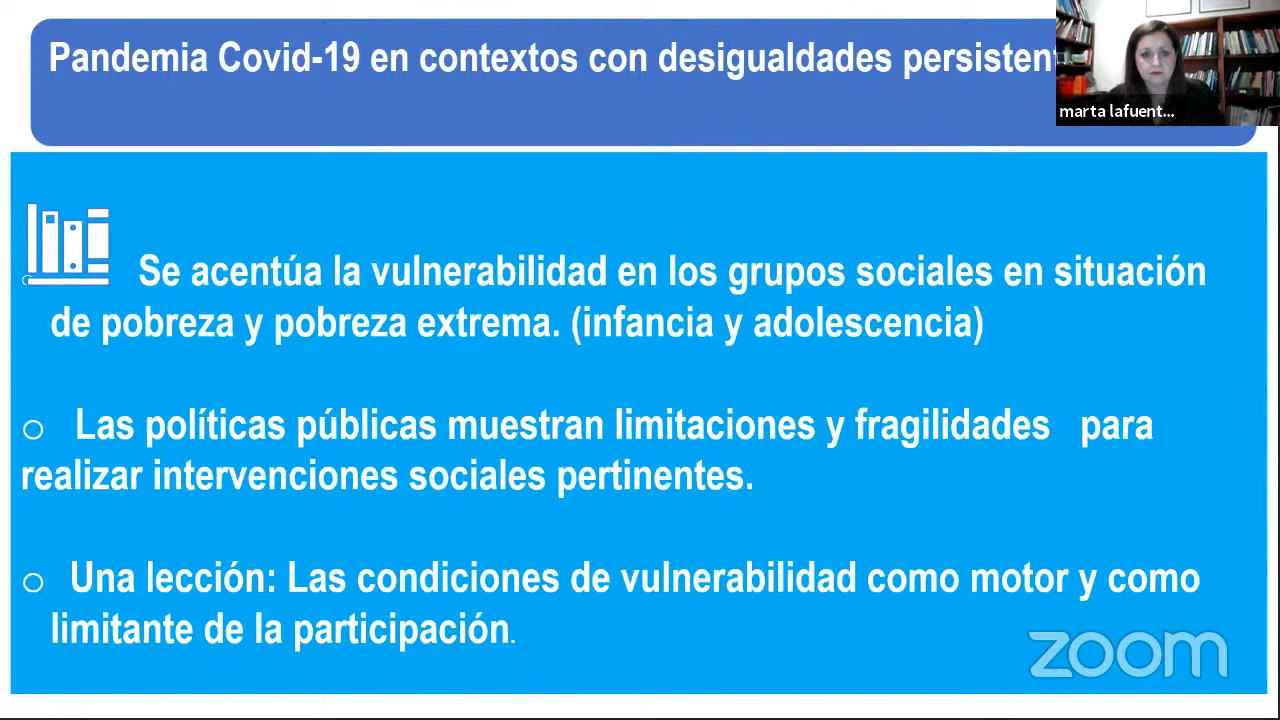 Pandemia Covid-19 en contextos con desigualdades persistent
marta lafuent...
Se acentúa la vulnerabilidad en los grupos sociales en situación
de pobreza y pobreza extrema. (infancia y adolescencia)
o Las políticas públicas muestran limitaciones y fragilidades para
realizar intervenciones sociales pertinentes.
o Una lección: Las condiciones de vulnerabilidad como motor y como
limitante de la participación.
zoom